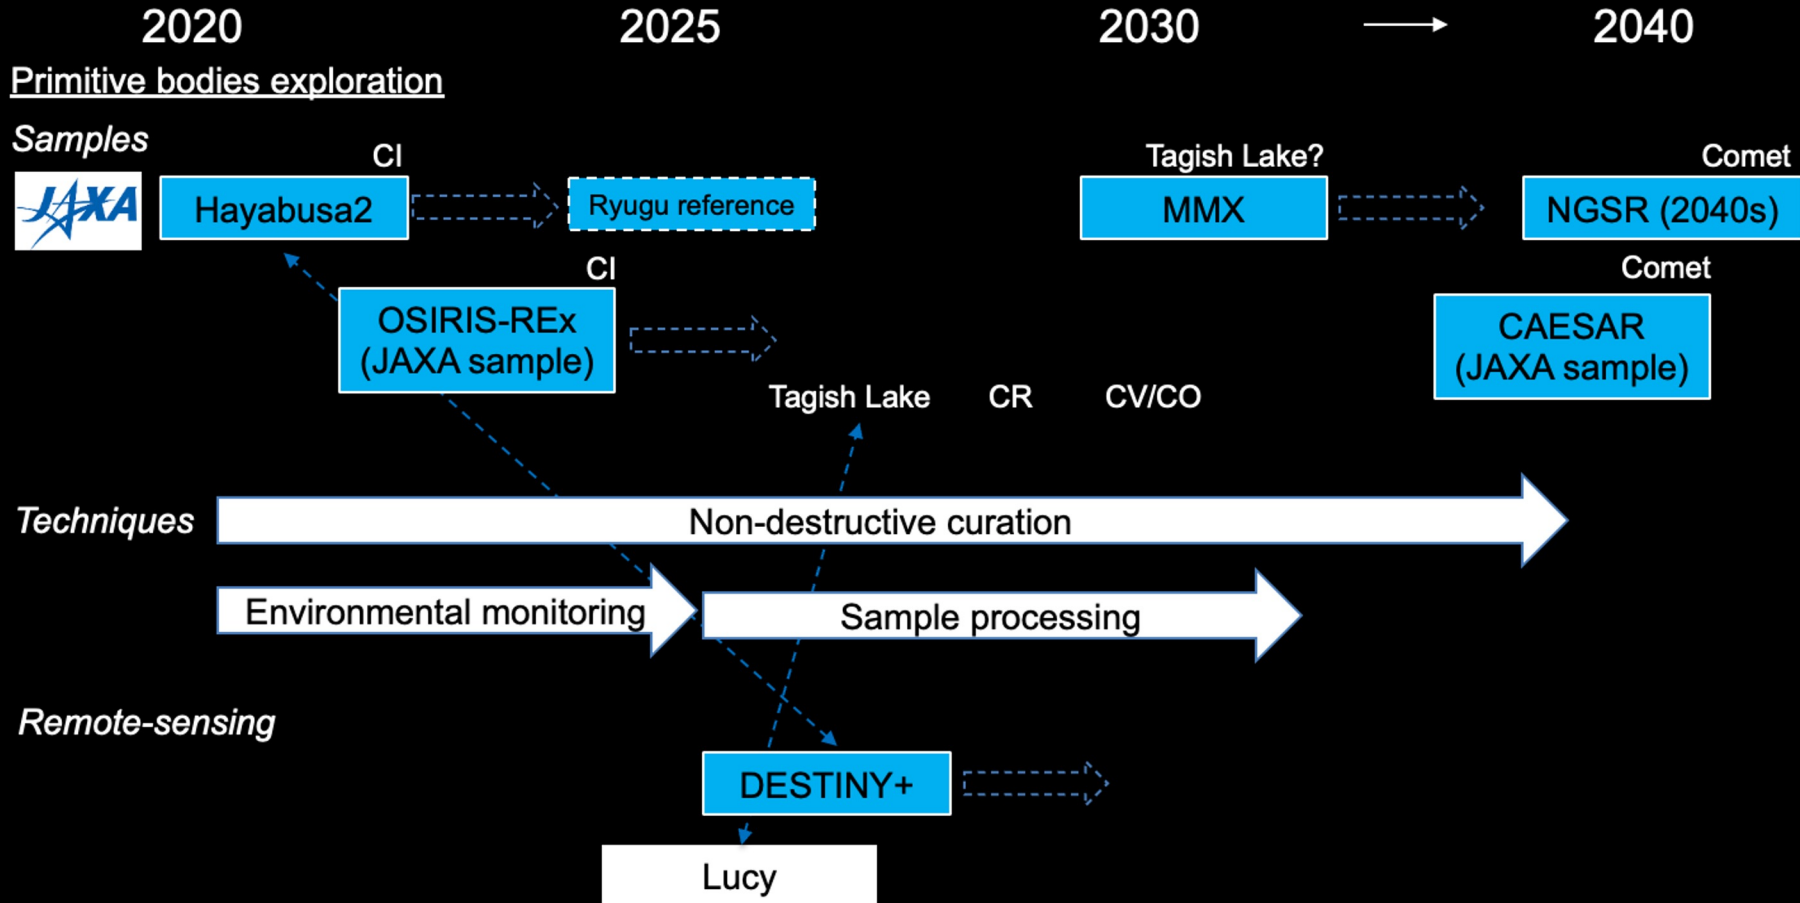 2020 2025 2030 2040
Primitive bodies exploration
Samples
CI
Tagish Lake?
Comet
JAXA
Hayabusa2
Ryugu reference
MMX
NGSR (2040s)
CI
Comet
OSIRIS-REx
(JAXA sample)
CAESAR
(JAXA sample)
Tagish Lake CR CV/CO
Techniques
Non-destructive curation
Environmental monitoring
Sample processing
Remote-sensing
DESTINY+
Lucy